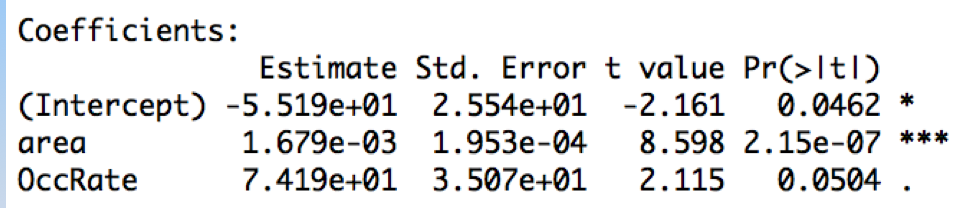 Coefficients:
Estimate Std. Error t value Pr(>|t|)
(Intercept) -5.519e+01 2.554e+01 -2.161 0.0462 *
area 1.679e-03 1.953e-04 8.598 2.15e-07 ***
OccRate 7.419e+01 3.507e+01 2.115 0.0504 .